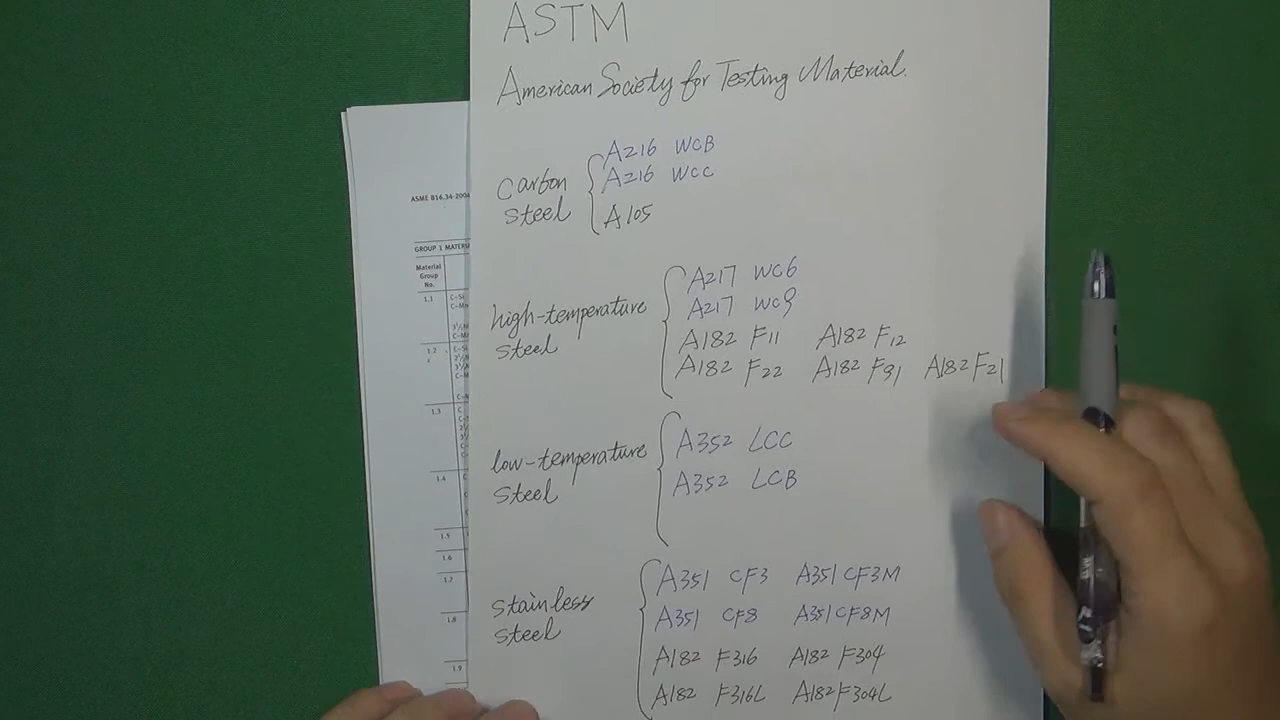 ASTM
American Society for Testing Material.
carbon steel
A216 WCB
A216 WCC
A105
high-temperature steel
A217 WC6
A217 WC9
A182 F11 A182 F12
A182 F22 A182 F91 A182 F21
low-temperature steel
A352 LCC
A352 LCB
stainless steel
A351 CF3 A351 CF3M
A351 CF8 A351 CF8M
A182 F316 A182 F304
A182 F316L A182 F304L
ASME B16.34-2004
GROUP 1
Material
Group
No.
1.1
1.2
1.3
1.4
1.5
1.6
1.7
1.8
1.9